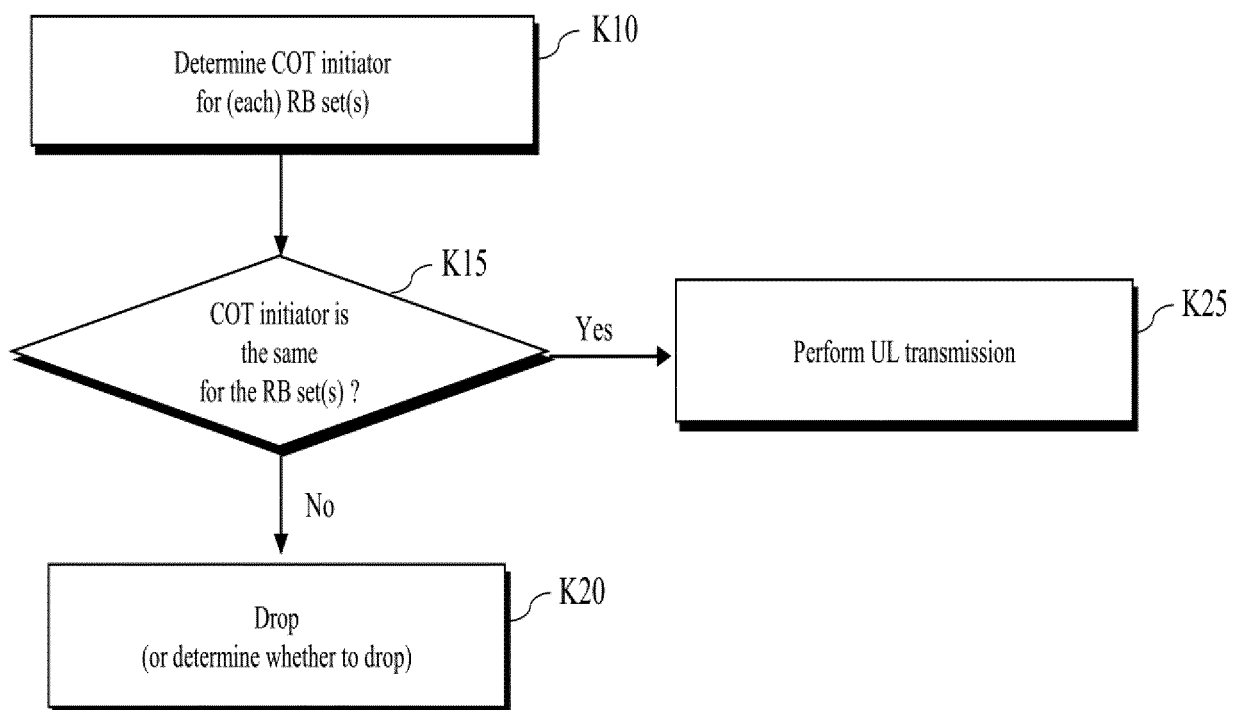 K10
Determine COT initiator
for (each) RB set(s)
K15
COT initiator is
the same
for the RB set(s) ?
Yes
K25
Perform UL transmission
No
K20
Drop
(or determine whether to drop)